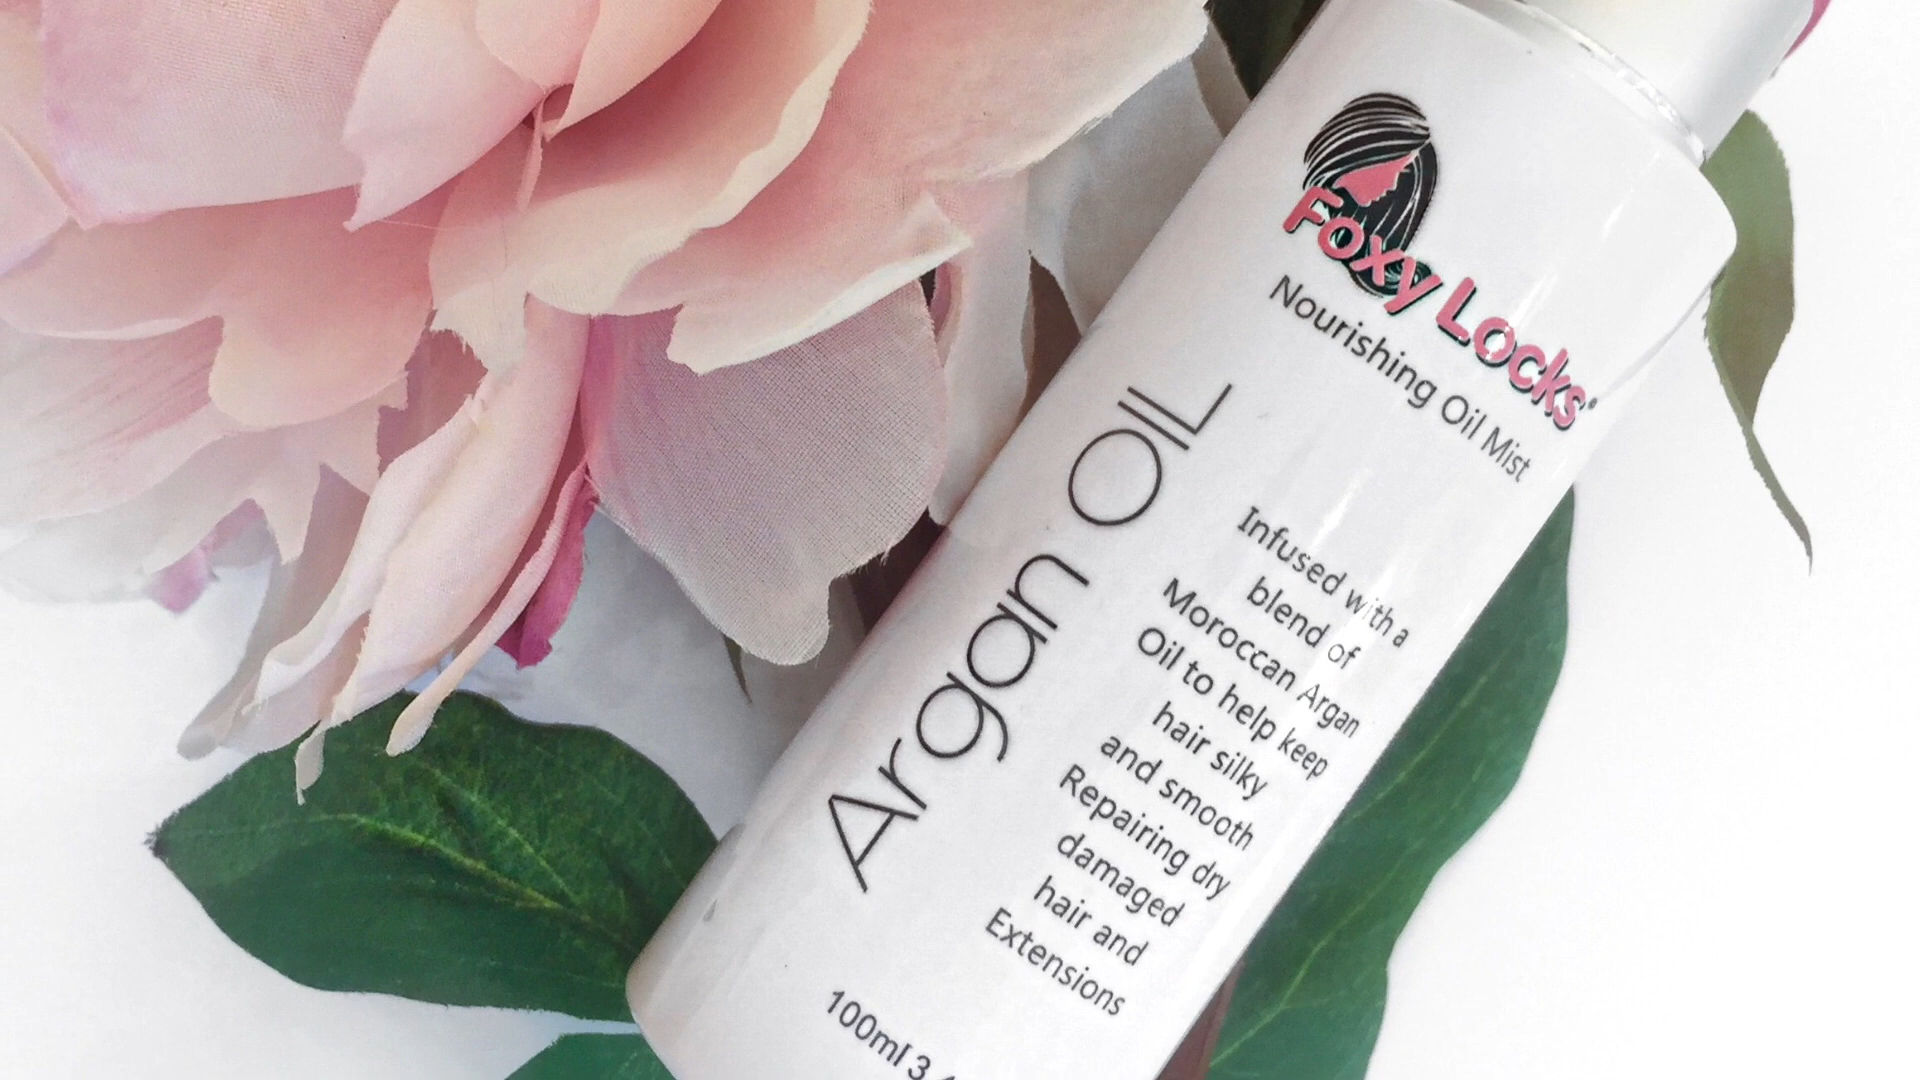 Foxy Locks®
Nourishing Oil Mist
Argan OIL
Infused with a
blend of
Moroccan Argan
Oil to help keep
hair silky
and smooth
Repairing dry
damaged
hair and
Extensions
100ml 3.